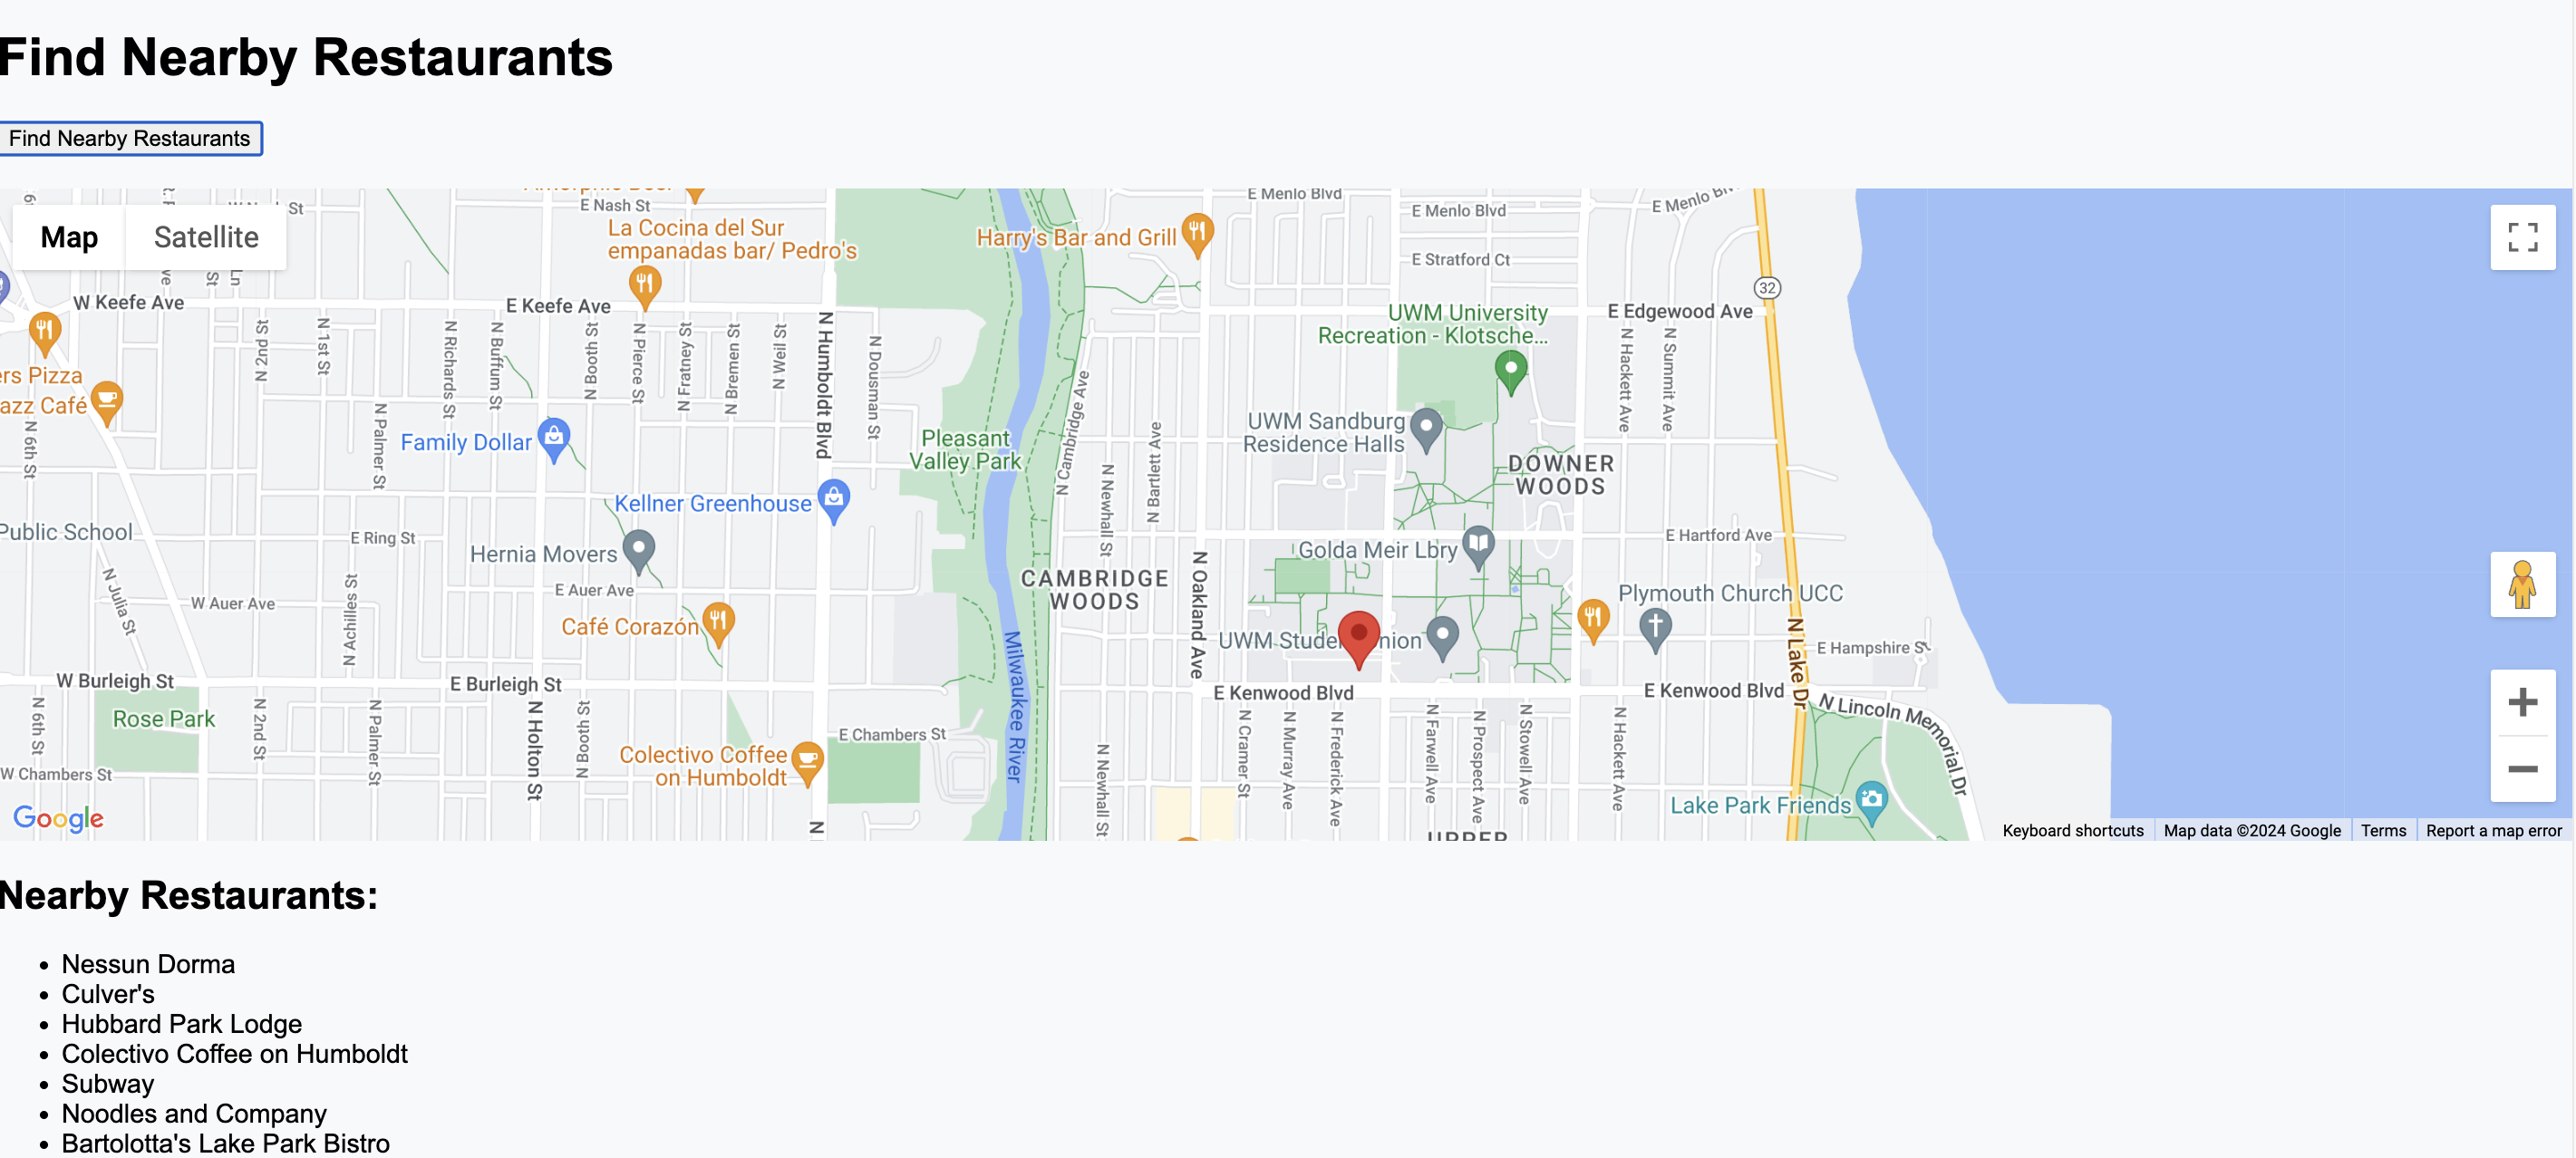 Find Nearby Restaurants
Find Nearby Restaurants
Map
Satellite
E Nash St
La Cocina del Sur
empanadas bar/ Pedro's
Harry's Bar and Grill
E Menlo Blvd
E Menlo Blvd
E Menlo
E Stratford Ct
32
W Keefe Ave
E Keefe Ave
UWM University
Recreation - Klotsche...
E Edgewood Ave
N 2nd St
N 1st St
N Richards St
N Buffum St
N Booth St
N Pierce St
N Fratney St
N Bremen St
N Weil St
N Humboldt Blvd
N Dousman St
N Hackett Ave
N Summit Ave
ers Pizza
azz Café
N 6th St
N Palmer St
Family Dollar
Pleasant
Valley Park
N Cambridge Ave
N Newhall St
N Bartlett Ave
UWM Sandburg
Residence Halls
DOWNER
WOODS
Kellner Greenhouse
Public School
E Ring St
Hernia Movers
Golda Meir Lbry
E Hartford Ave
N Julia St
W Auer Ave
N Achilles St
E Auer Ave
CAMBRIDGE
WOODS
N Oakland Ave
Plymouth Church UCC
Café Corazón
Milwaukee River
N Lake Dr
E Hampshire St
W Burleigh St
E Burleigh St
E Kenwood Blvd
E Kenwood Blvd
N Lincoln Memorial Dr
Rose Park
N 6th St
N 2nd St
N Palmer St
N Holton St
N Booth St
E Chambers St
N Newhall St
N Cramer St
N Murray Ave
N Frederick Ave
N Farwell Ave
N Prospect Ave
N Stowell Ave
N Hackett Ave
Colectivo Coffee
on Humboldt
W Chambers St
Lake Park Friends
Google
N
UPPER
Keyboard shortcuts
Map data ©2024 Google
Terms
Report a map error
Nearby Restaurants:
• Nessun Dorma
• Culver's
• Hubbard Park Lodge
• Colectivo Coffee on Humboldt
• Subway
• Noodles and Company
• Bartolotta's Lake Park Bistro